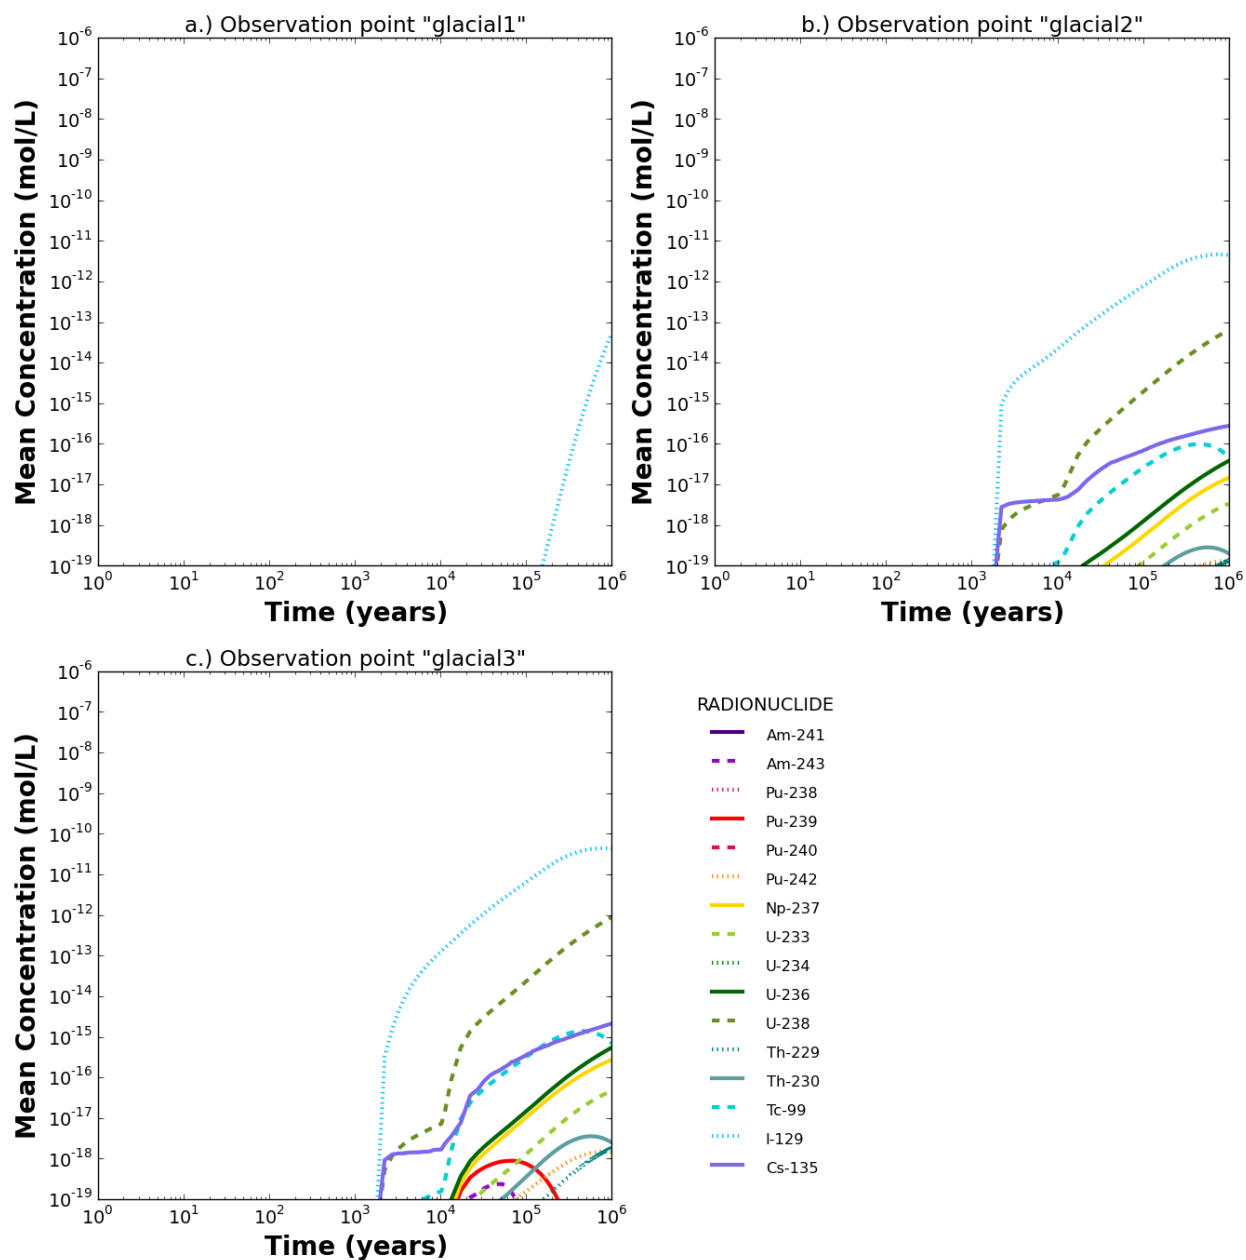 a.) Observation point "glacial1"
Mean Concentration (mol/L)
10^-6
10^-7
10^-8
10^-9
10^-10
10^-11
10^-12
10^-13
10^-14
10^-15
10^-16
10^-17
10^-18
10^-19
10^0 10^1 10^2 10^3 10^4 10^5 10^6
Time (years)
b.) Observation point "glacial2"
Mean Concentration (mol/L)
10^-6
10^-7
10^-8
10^-9
10^-10
10^-11
10^-12
10^-13
10^-14
10^-15
10^-16
10^-17
10^-18
10^-19
10^0 10^1 10^2 10^3 10^4 10^5 10^6
Time (years)
c.) Observation point "glacial3"
Mean Concentration (mol/L)
10^-6
10^-7
10^-8
10^-9
10^-10
10^-11
10^-12
10^-13
10^-14
10^-15
10^-16
10^-17
10^-18
10^-19
10^0 10^1 10^2 10^3 10^4 10^5 10^6
Time (years)
RADIONUCLIDE
Am-241
Am-243
Pu-238
Pu-239
Pu-240
Pu-242
Np-237
U-233
U-234
U-236
U-238
Th-229
Th-230
Tc-99
I-129
Cs-135